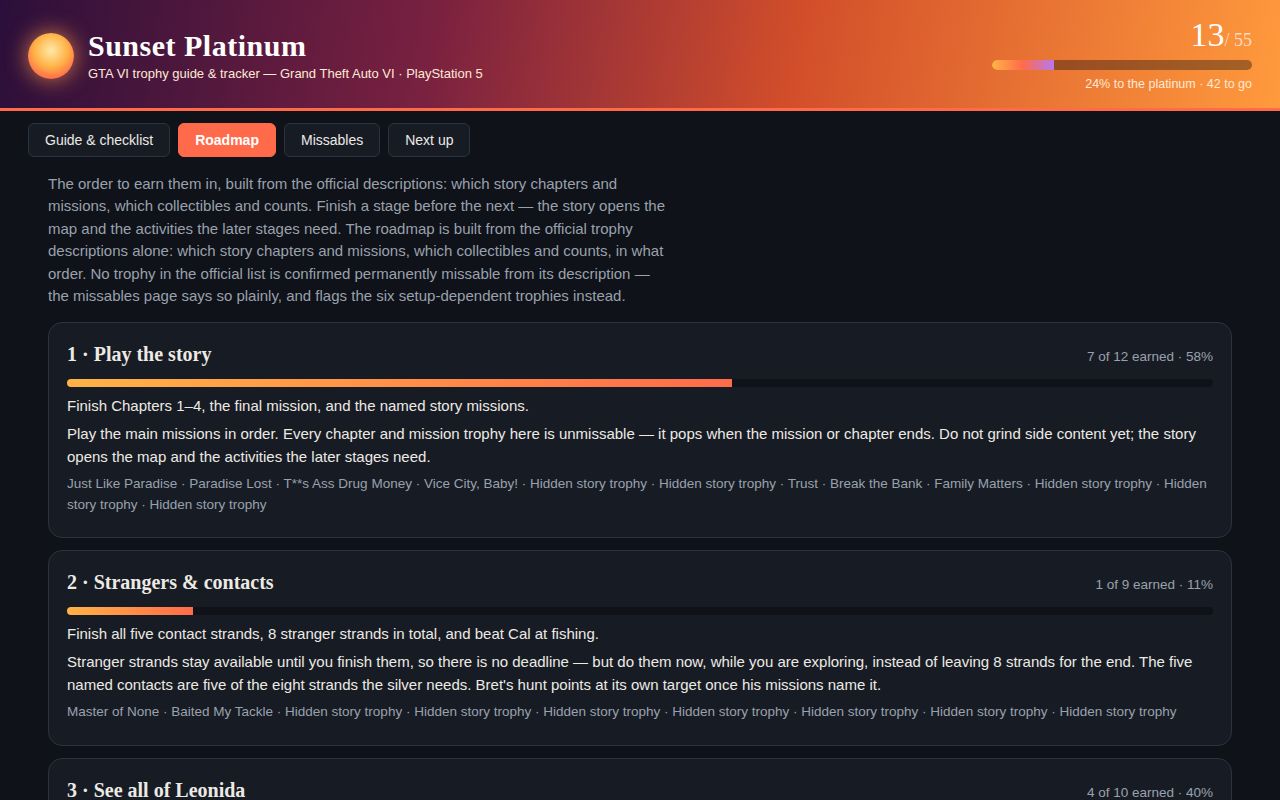 Sunset Platinum
GTA VI trophy guide & tracker — Grand Theft Auto VI · PlayStation 5
13/ 55
24% to the platinum · 42 to go
Guide & checklist
Roadmap
Missables
Next up
The order to earn them in, built from the official descriptions: which story chapters and
missions, which collectibles and counts. Finish a stage before the next — the story opens the
map and the activities the later stages need. The roadmap is built from the official trophy
descriptions alone: which story chapters and missions, which collectibles and counts, in what
order. No trophy in the official list is confirmed permanently missable from its description —
the missables page says so plainly, and flags the six setup-dependent trophies instead.
1 · Play the story
7 of 12 earned · 58%
Finish Chapters 1–4, the final mission, and the named story missions.
Play the main missions in order. Every chapter and mission trophy here is unmissable — it pops when the mission or chapter ends. Do not grind side content yet; the story
opens the map and the activities the later stages need.
Just Like Paradise · Paradise Lost · T**s Ass Drug Money · Vice City, Baby! · Hidden story trophy · Hidden story trophy · Trust · Break the Bank · Family Matters · Hidden story trophy · Hidden
story trophy · Hidden story trophy
2 · Strangers & contacts
1 of 9 earned · 11%
Finish all five contact strands, 8 stranger strands in total, and beat Cal at fishing.
Stranger strands stay available until you finish them, so there is no deadline — but do them now, while you are exploring, instead of leaving 8 strands for the end. The five
named contacts are five of the eight strands the silver needs. Bret's hunt points at its own target once his missions name it.
Master of None · Baited My Tackle · Hidden story trophy · Hidden story trophy · Hidden story trophy · Hidden story trophy · Hidden story trophy · Hidden story trophy · Hidden story trophy
3 · See all of Leonida
4 of 10 earned · 40%